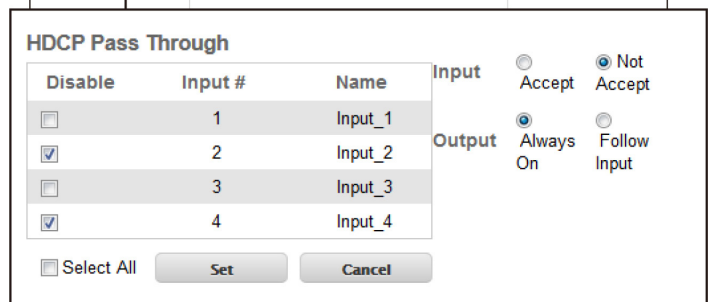 HDCP Pass Through
Disable Input # Name
1 Input_1
2 Input_2
3 Input_3
4 Input_4
Select All Set Cancel
Input Accept Not Accept
Output Always On Follow Input